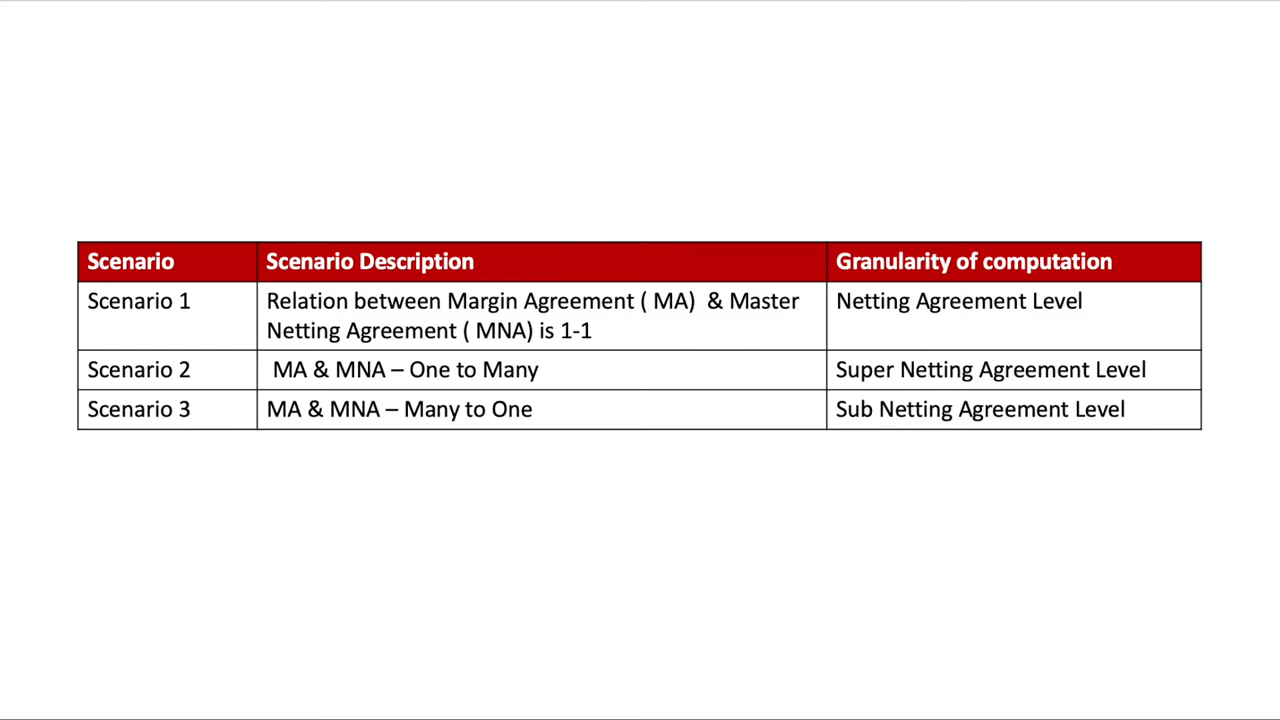 Scenario Scenario Description Granularity of computation
Scenario 1 Relation between Margin Agreement ( MA) & Master Netting Agreement Level
Netting Agreement ( MNA) is 1-1
Scenario 2 MA & MNA – One to Many Super Netting Agreement Level
Scenario 3 MA & MNA – Many to One Sub Netting Agreement Level